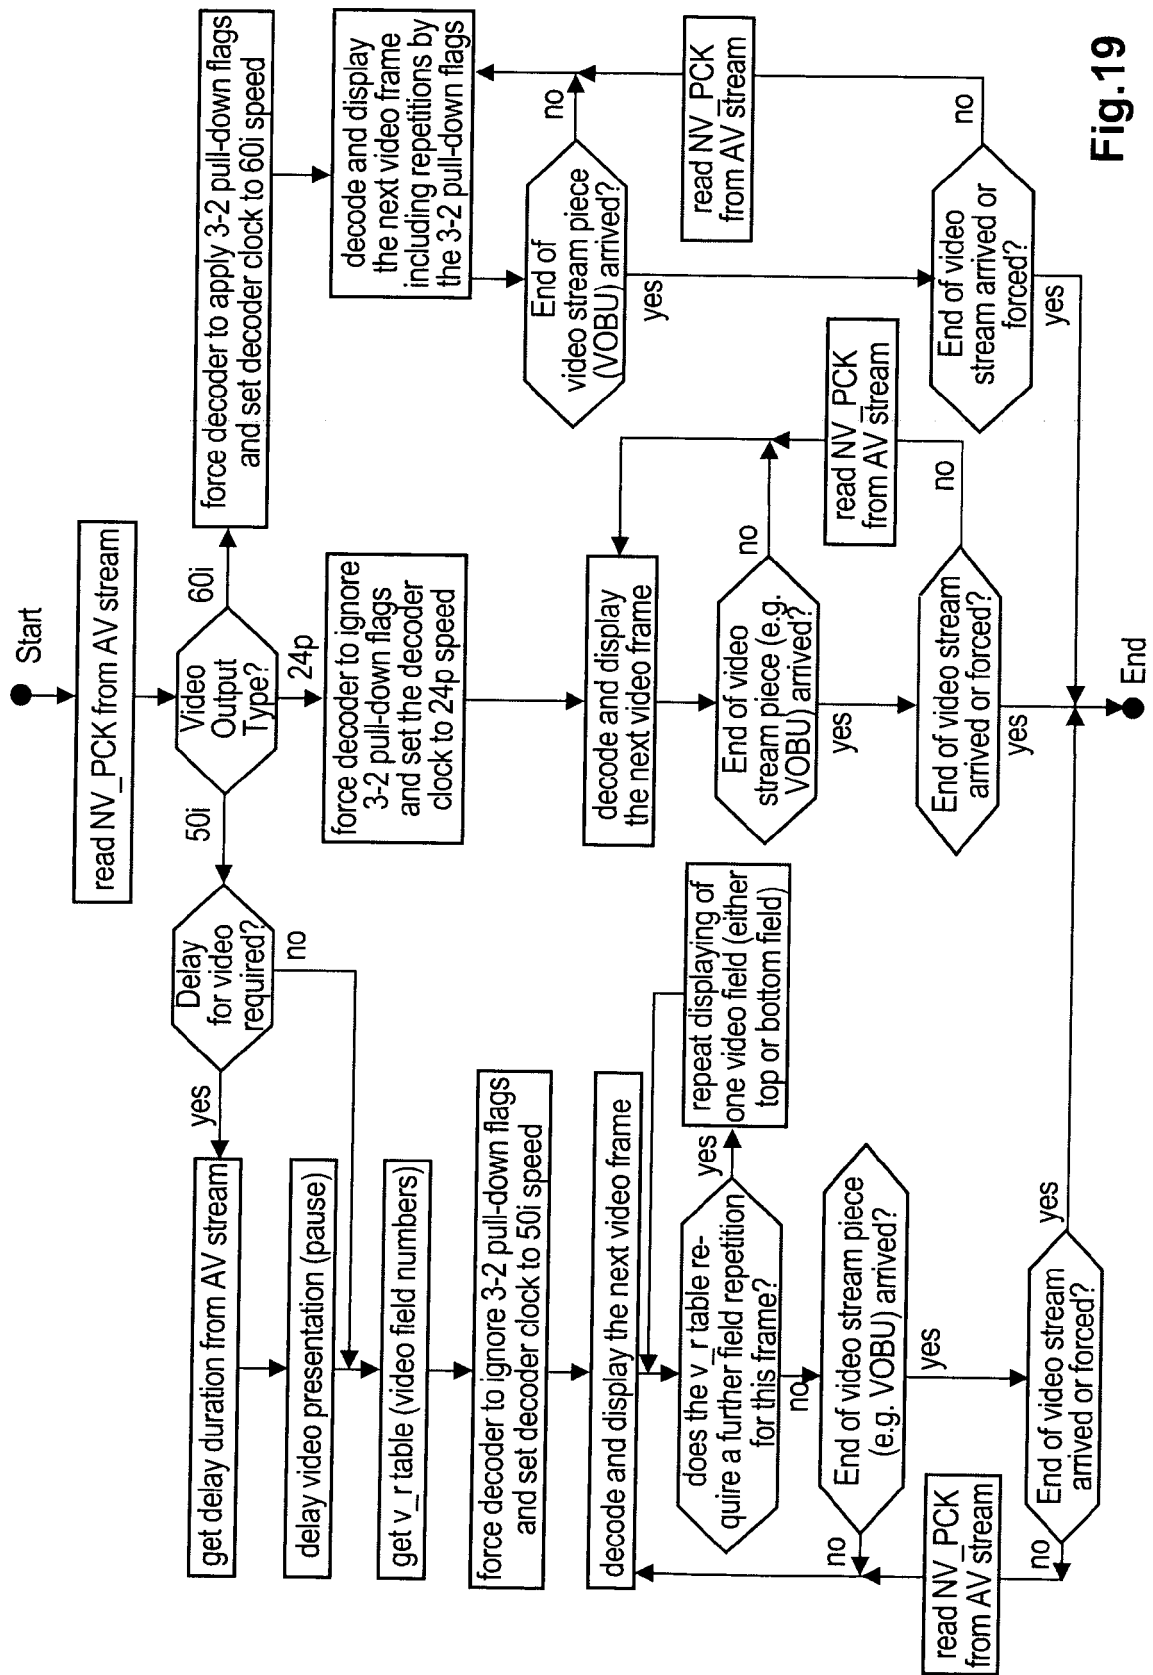 Start
read NV_PCK from AV stream
Video
Output
Type?
50i
60i
24p
Delay
for video
required?
yes
no
get delay duration from AV stream
delay video presentation (pause)
get v_r table (video field numbers)
force decoder to ignore 3-2 pull-down flags
and set decoder clock to 50i speed
decode and display the next video frame
does the v_r table re-
quire a further field repetition
for this frame?
yes
no
repeat displaying of
one video field (either
top or bottom field)
End of video stream piece
(e.g. VOBU) arrived?
no
yes
read NV_PCK
from AV stream
End of video stream
arrived or forced?
no
yes
force decoder to ignore
3-2 pull-down flags
and set the decoder
clock to 24p speed
decode and display
the next video frame
End of video
stream piece (e.g.
VOBU) arrived?
no
yes
read NV_PCK
from AV stream
End of video stream
arrived or forced?
no
yes
force decoder to apply 3-2 pull-down flags
and set decoder clock to 60i speed
decode and display
the next video frame
including repetitions by
the 3-2 pull-down flags
End of
video stream piece
(VOBU) arrived?
no
yes
read NV_PCK
from AV stream
End of video
stream arrived or
forced?
no
yes
End
Fig.19